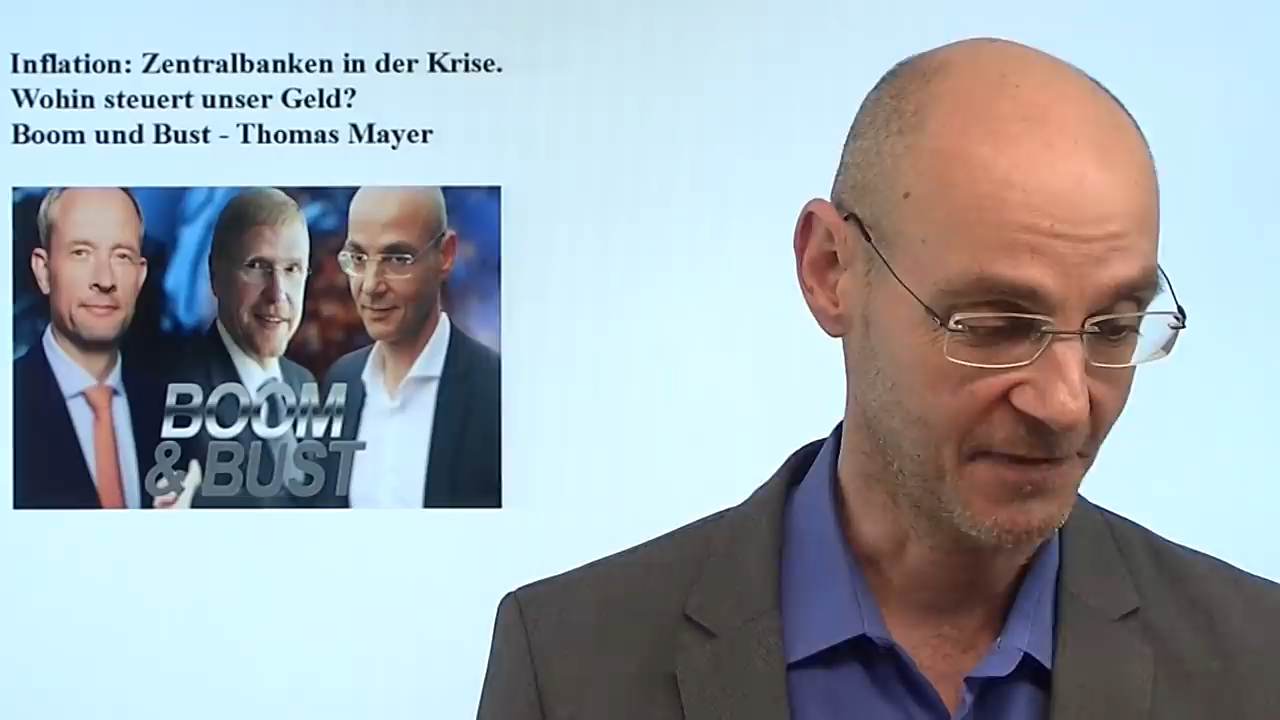 Inflation: Zentralbanken in der Krise.
Wohin steuert unser Geld?
Boom und Bust - Thomas Mayer
BOOM
& BUST